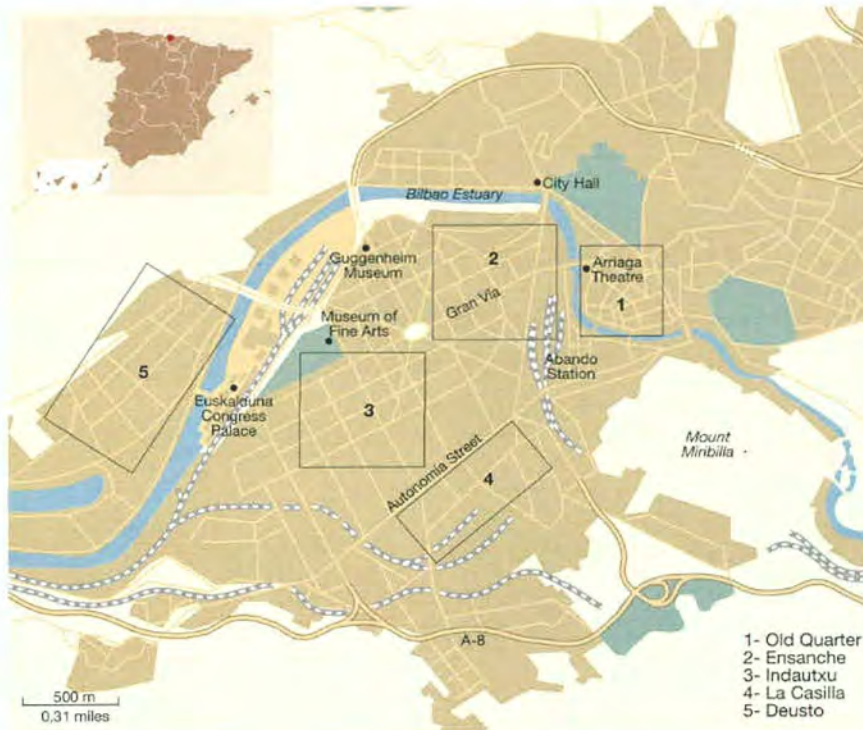 City Hall
Bilbao Estuary
Guggenheim
Museum
2
Arriaga
Theatre
Gran Vía
1
Museum of
Fine Arts
Abando
Station
5
Euskalduna
Congress
Palace
3
Mount
Miribilla
Autonomía Street
4
A-8
500 m
0,31 miles
1- Old Quarter
2- Ensanche
3- Indautxu
4- La Casilla
5- Deusto